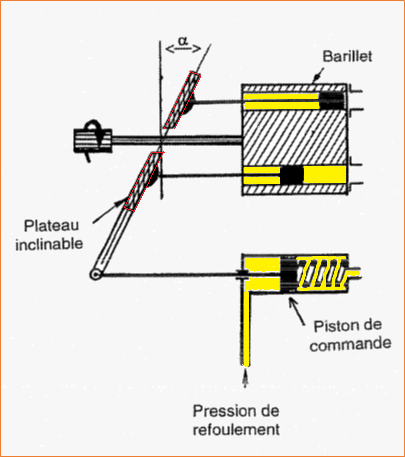 α
Barillet
Plateau
inclinable
Piston de
commande
Pression de
refoulement